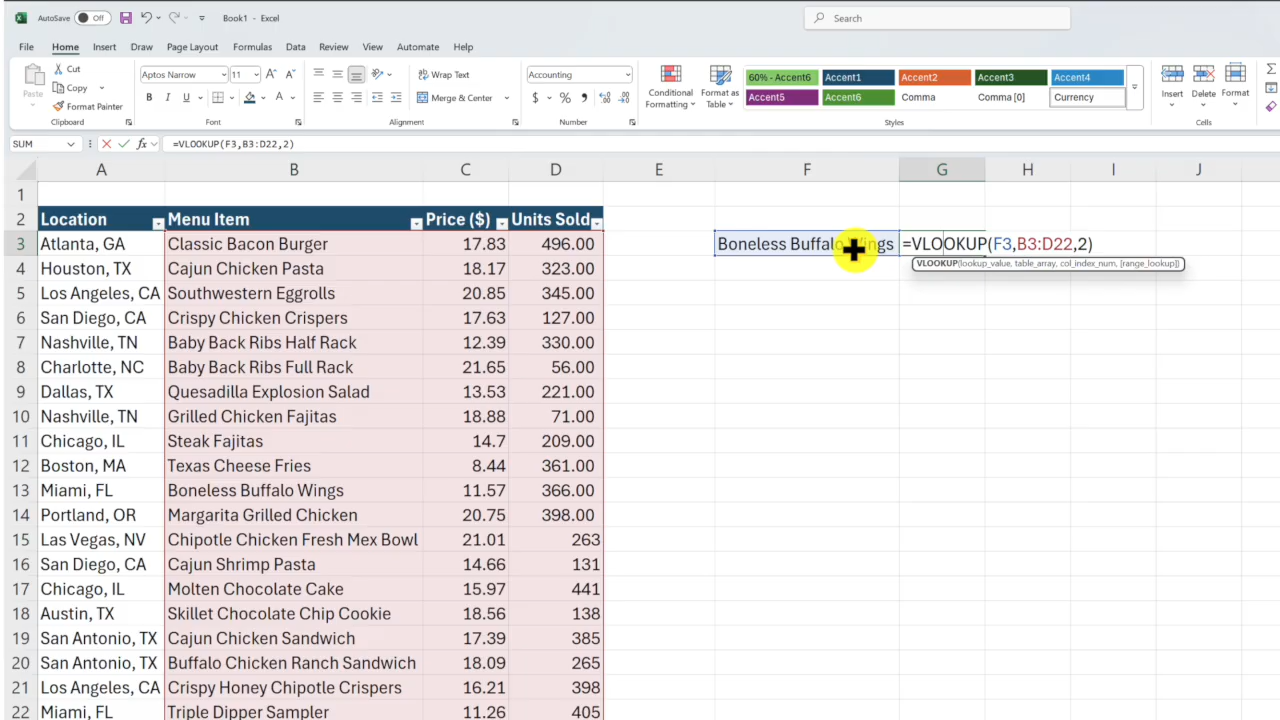 AutoSave Off Book1 - Excel Search
File Home Insert Draw Page Layout Formulas Data Review View Automate Help
Paste Cut Copy Format Painter
Aptos Narrow 11
B I U A
Wrap Text
Merge & Center
Accounting
$ %
Conditional Formatting Format as Table
60% - Accent6 Accent1 Accent2 Accent3 Accent4
Accent5 Accent6 Comma Comma [0] Currency
Insert Delete Format
Clipboard Font Alignment Number Styles Cells
SUM fx =VLOOKUP(F3,B3:D22,2)
A B C D E F G H I J
1
2 Location Menu Item Price ($) Units Sold
3 Atlanta, GA Classic Bacon Burger 17.83 496.00 Boneless Buffalo Wings =VLOOKUP(F3,B3:D22,2)
VLOOKUP(lookup_value, table_array, col_index_num, [range_lookup])
4 Houston, TX Cajun Chicken Pasta 18.17 323.00
5 Los Angeles, CA Southwestern Eggrolls 20.85 345.00
6 San Diego, CA Crispy Chicken Crispers 17.63 127.00
7 Nashville, TN Baby Back Ribs Half Rack 12.39 330.00
8 Charlotte, NC Baby Back Ribs Full Rack 21.65 56.00
9 Dallas, TX Quesadilla Explosion Salad 13.53 221.00
10 Nashville, TN Grilled Chicken Fajitas 18.88 71.00
11 Chicago, IL Steak Fajitas 14.7 209.00
12 Boston, MA Texas Cheese Fries 8.44 361.00
13 Miami, FL Boneless Buffalo Wings 11.57 366.00
14 Portland, OR Margarita Grilled Chicken 20.75 398.00
15 Las Vegas, NV Chipotle Chicken Fresh Mex Bowl 21.01 263
16 San Diego, CA Cajun Shrimp Pasta 14.66 131
17 Chicago, IL Molten Chocolate Cake 15.97 441
18 Austin, TX Skillet Chocolate Chip Cookie 18.56 138
19 San Antonio, TX Cajun Chicken Sandwich 17.39 385
20 San Antonio, TX Buffalo Chicken Ranch Sandwich 18.09 265
21 Los Angeles, CA Crispy Honey Chipotle Crispers 16.21 398
22 Miami, FL Triple Dipper Sampler 11.26 405